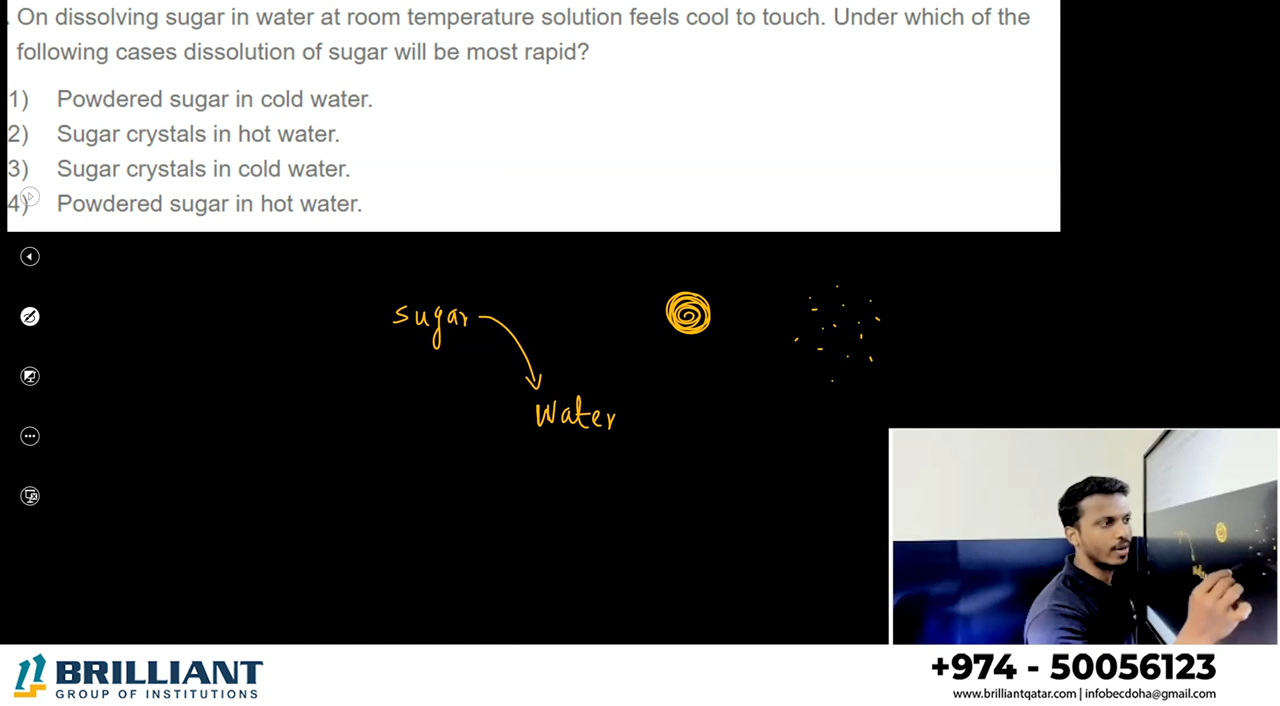 . On dissolving sugar in water at room temperature solution feels cool to touch. Under which of the
following cases dissolution of sugar will be most rapid?
1) Powdered sugar in cold water.
2) Sugar crystals in hot water.
3) Sugar crystals in cold water.
4) Powdered sugar in hot water.
Sugar
Water
BRILLIANT
GROUP OF INSTITUTIONS
+974 - 50056123
www.brilliantqatar.com | infobecdoha@gmail.com